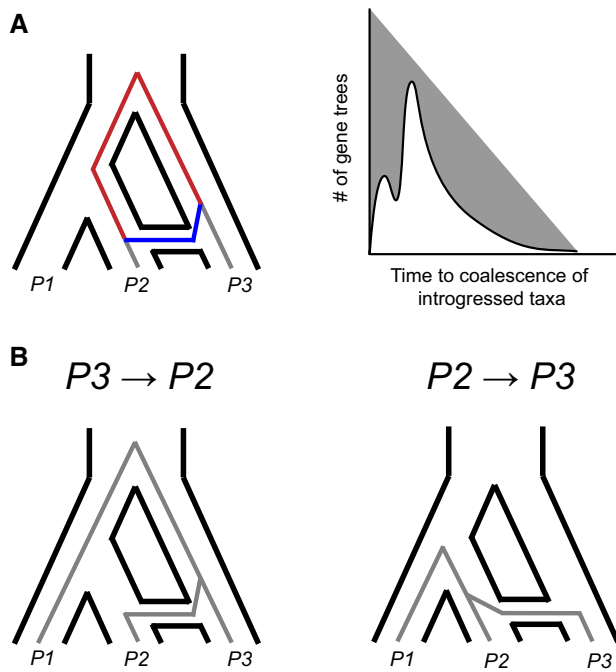 A
# of gene trees
Time to coalescence of
introgressed taxa
P1
P2
P3
B
P3 → P2
P2 → P3
P1
P2
P3
P1
P2
P3